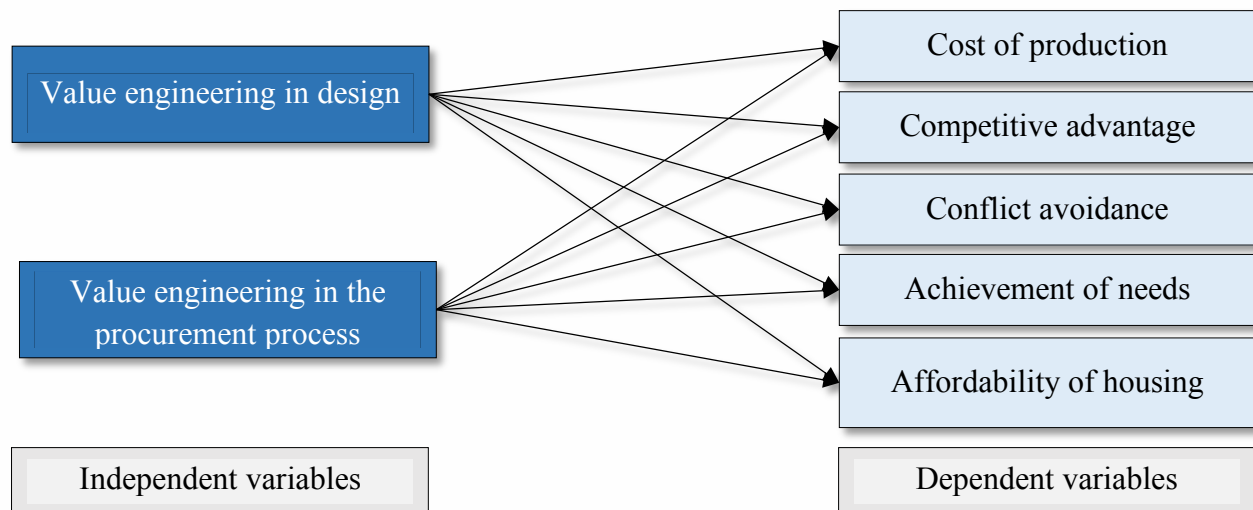 Value engineering in design
Value engineering in the
procurement process
Independent variables
Cost of production
Competitive advantage
Conflict avoidance
Achievement of needs
Affordability of housing
Dependent variables